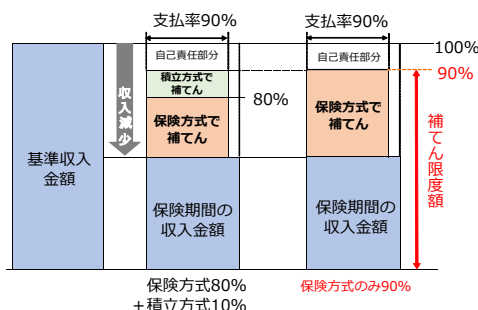 支払率90%
支払率90%
100%
90%
自己責任部分
自己責任部分
積立方式で
補てん
80%
保険方式で
補てん
保険方式で
補てん
収入減少
基準収入
金額
保険期間の
収入金額
保険期間の
収入金額
補てん限度額
保険方式80%
＋積立方式10%
保険方式のみ90%